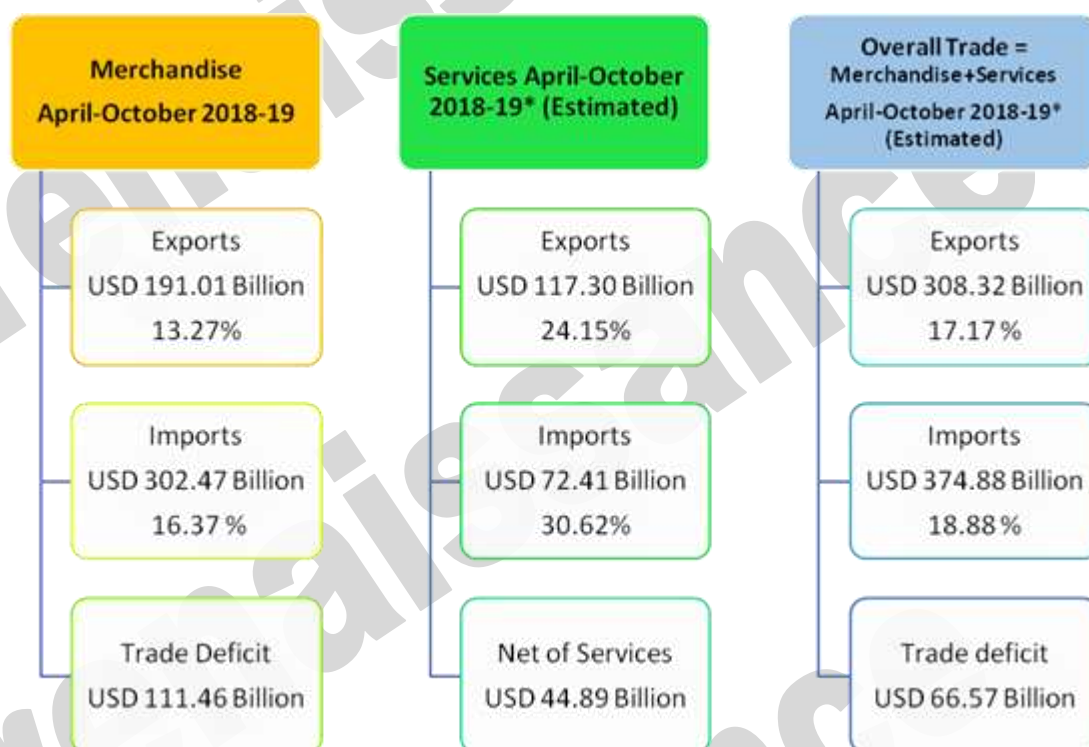 Merchandise
April-October 2018-19
Exports
USD 191.01 Billion
13.27%
Imports
USD 302.47 Billion
16.37 %
Trade Deficit
USD 111.46 Billion
Services April-October
2018-19* (Estimated)
Exports
USD 117.30 Billion
24.15%
Imports
USD 72.41 Billion
30.62%
Net of Services
USD 44.89 Billion
Overall Trade =
Merchandise+Services
April-October 2018-19*
(Estimated)
Exports
USD 308.32 Billion
17.17%
Imports
USD 374.88 Billion
18.88 %
Trade deficit
USD 66.57 Billion
renaissance